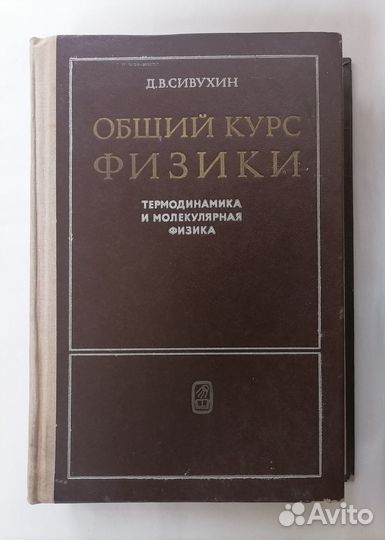 Д.В.СИВУХИН
ОБЩИЙ КУРС
ФИЗИКИ
ТЕРМОДИНАМИКА
И МОЛЕКУЛЯРНАЯ
ФИЗИКА
Avito